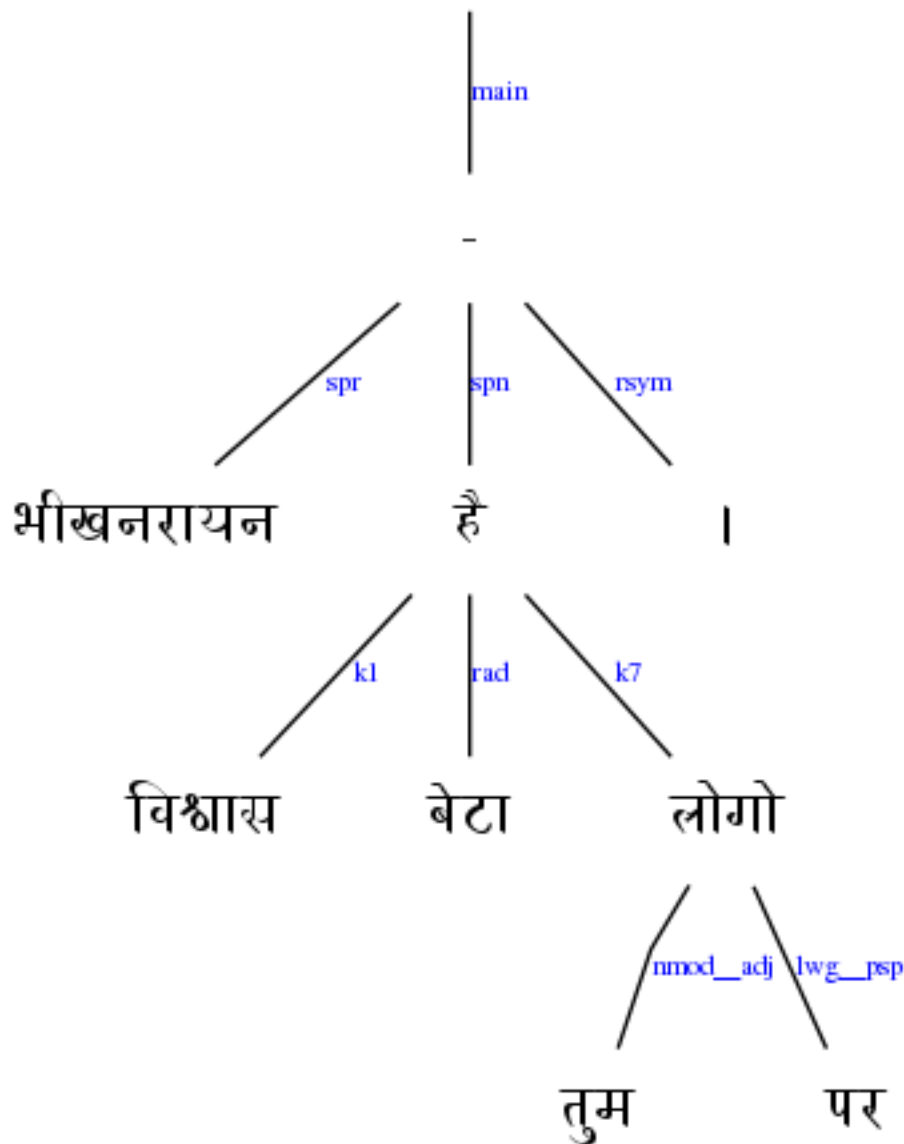 main
-
spr spn rsym
भीखनरायन है ।
k1 rad k7
विश्वास बेटा लोगो
nmod__adj lwg__psp
तुम पर